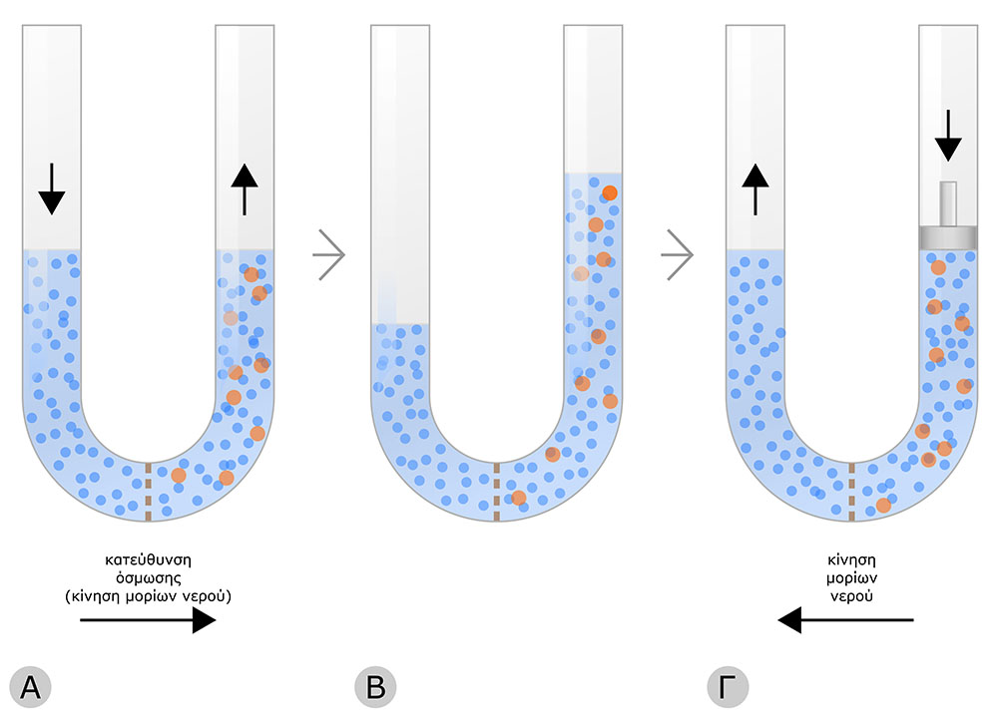 κατεύθυνση
όσμωσης
(κίνηση μορίων νερού)
κίνηση
μορίων
νερού
Α
Β
Γ